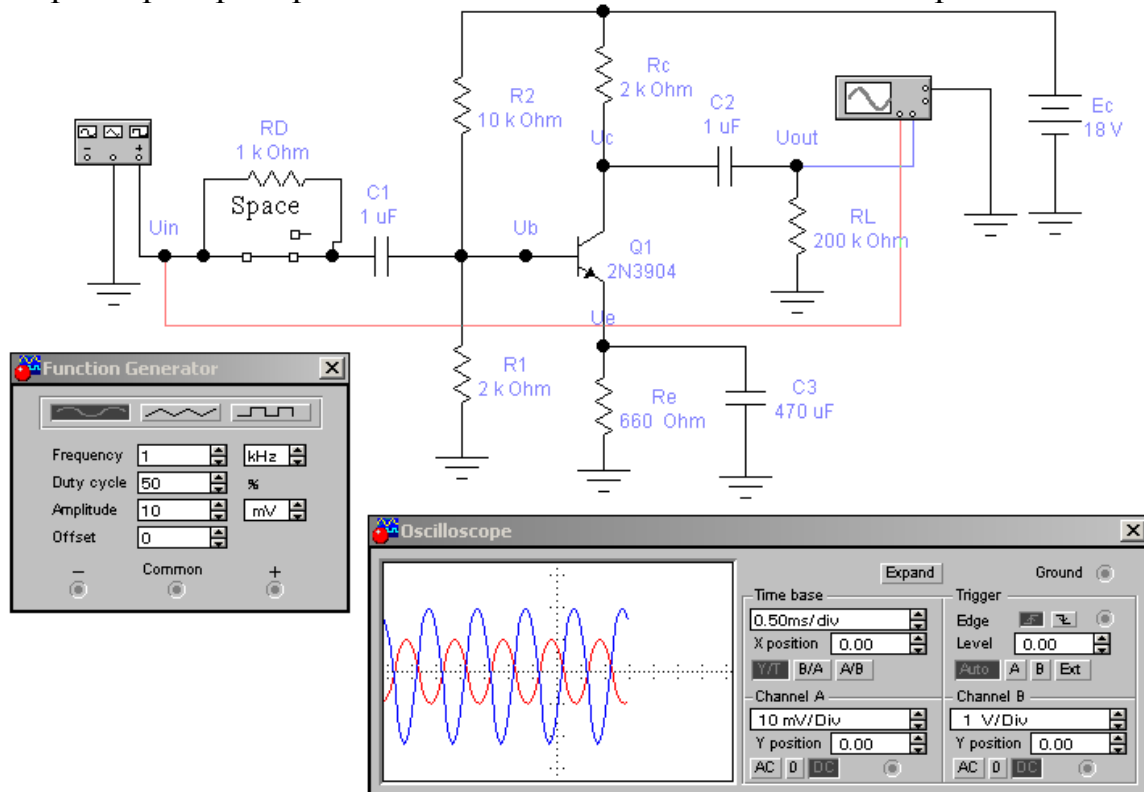 Rc
2 k Ohm
R2
10 k Ohm
C2
1 uF
Ec
18 V
RD
1 k Ohm
Uc
Uout
Space
C1
1 uF
Uin
Ub
RL
200 k Ohm
Q1
2N3904
Ue
R1
2 k Ohm
Re
660 Ohm
C3
470 uF
Function Generator
Frequency 1 kHz
Duty cycle 50 %
Amplitude 10 mV
Offset 0
− Common +
Oscilloscope
Expand Ground
Time base
0.50ms/div
X position 0.00
Y/T B/A A/B
Trigger
Edge
Level 0.00
Auto A B Ext
Channel A
10 mV/Div
Y position 0.00
AC 0 DC
Channel B
1 V/Div
Y position 0.00
AC 0 DC